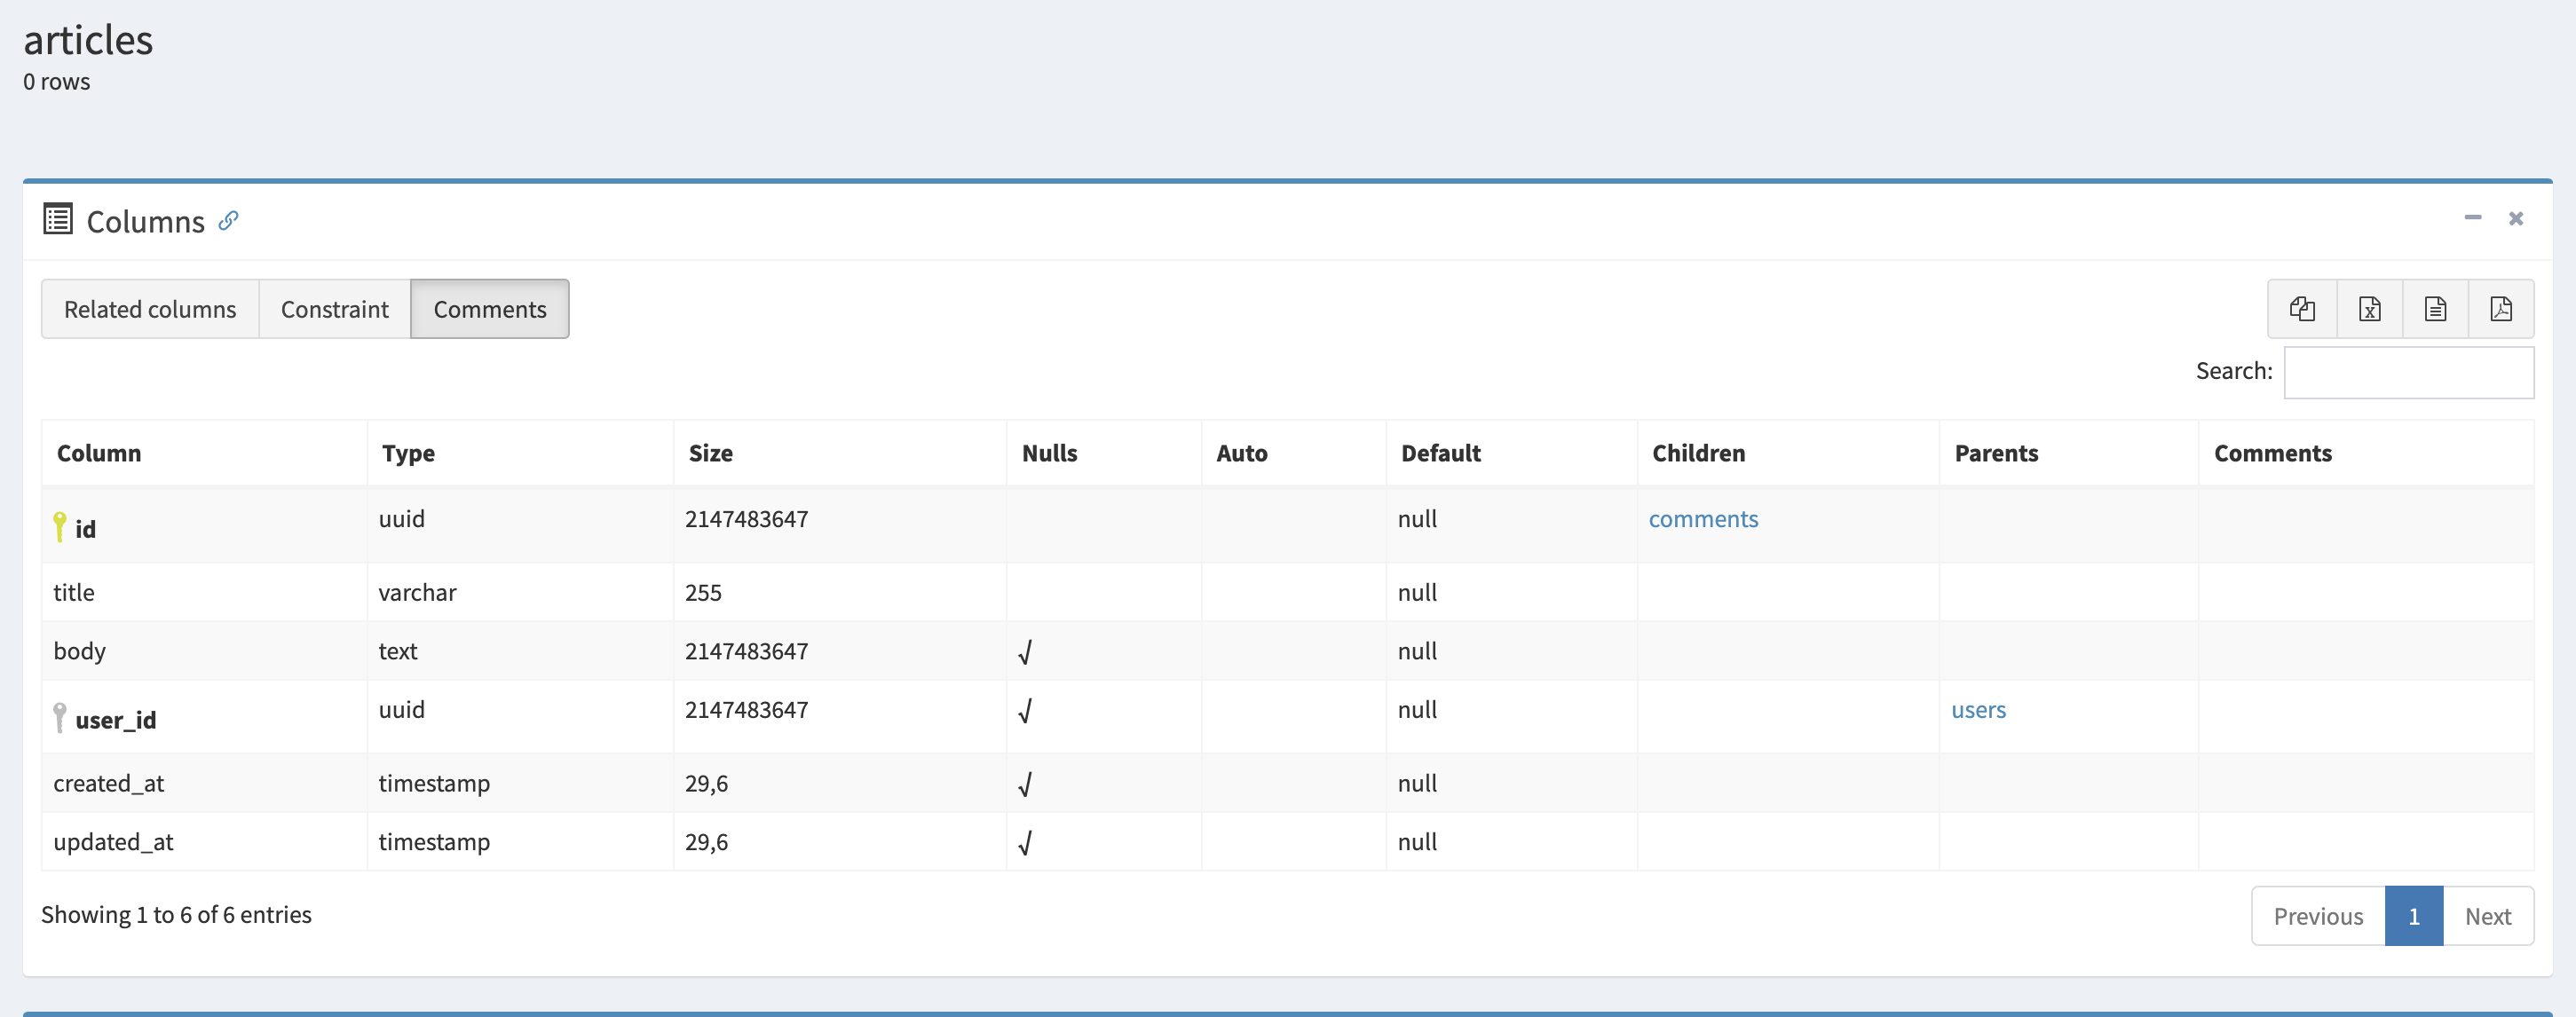 articles
0 rows
Columns
Related columns Constraint Comments
Search:
Column Type Size Nulls Auto Default Children Parents Comments
id uuid 2147483647 null comments
title varchar 255 null
body text 2147483647 √ null
user_id uuid 2147483647 √ null users
created_at timestamp 29,6 √ null
updated_at timestamp 29,6 √ null
Showing 1 to 6 of 6 entries
Previous 1 Next